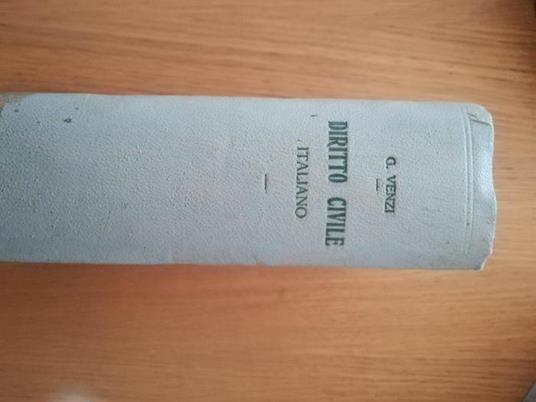 G. VENZI
DIRITTO CIVILE
ITALIANO